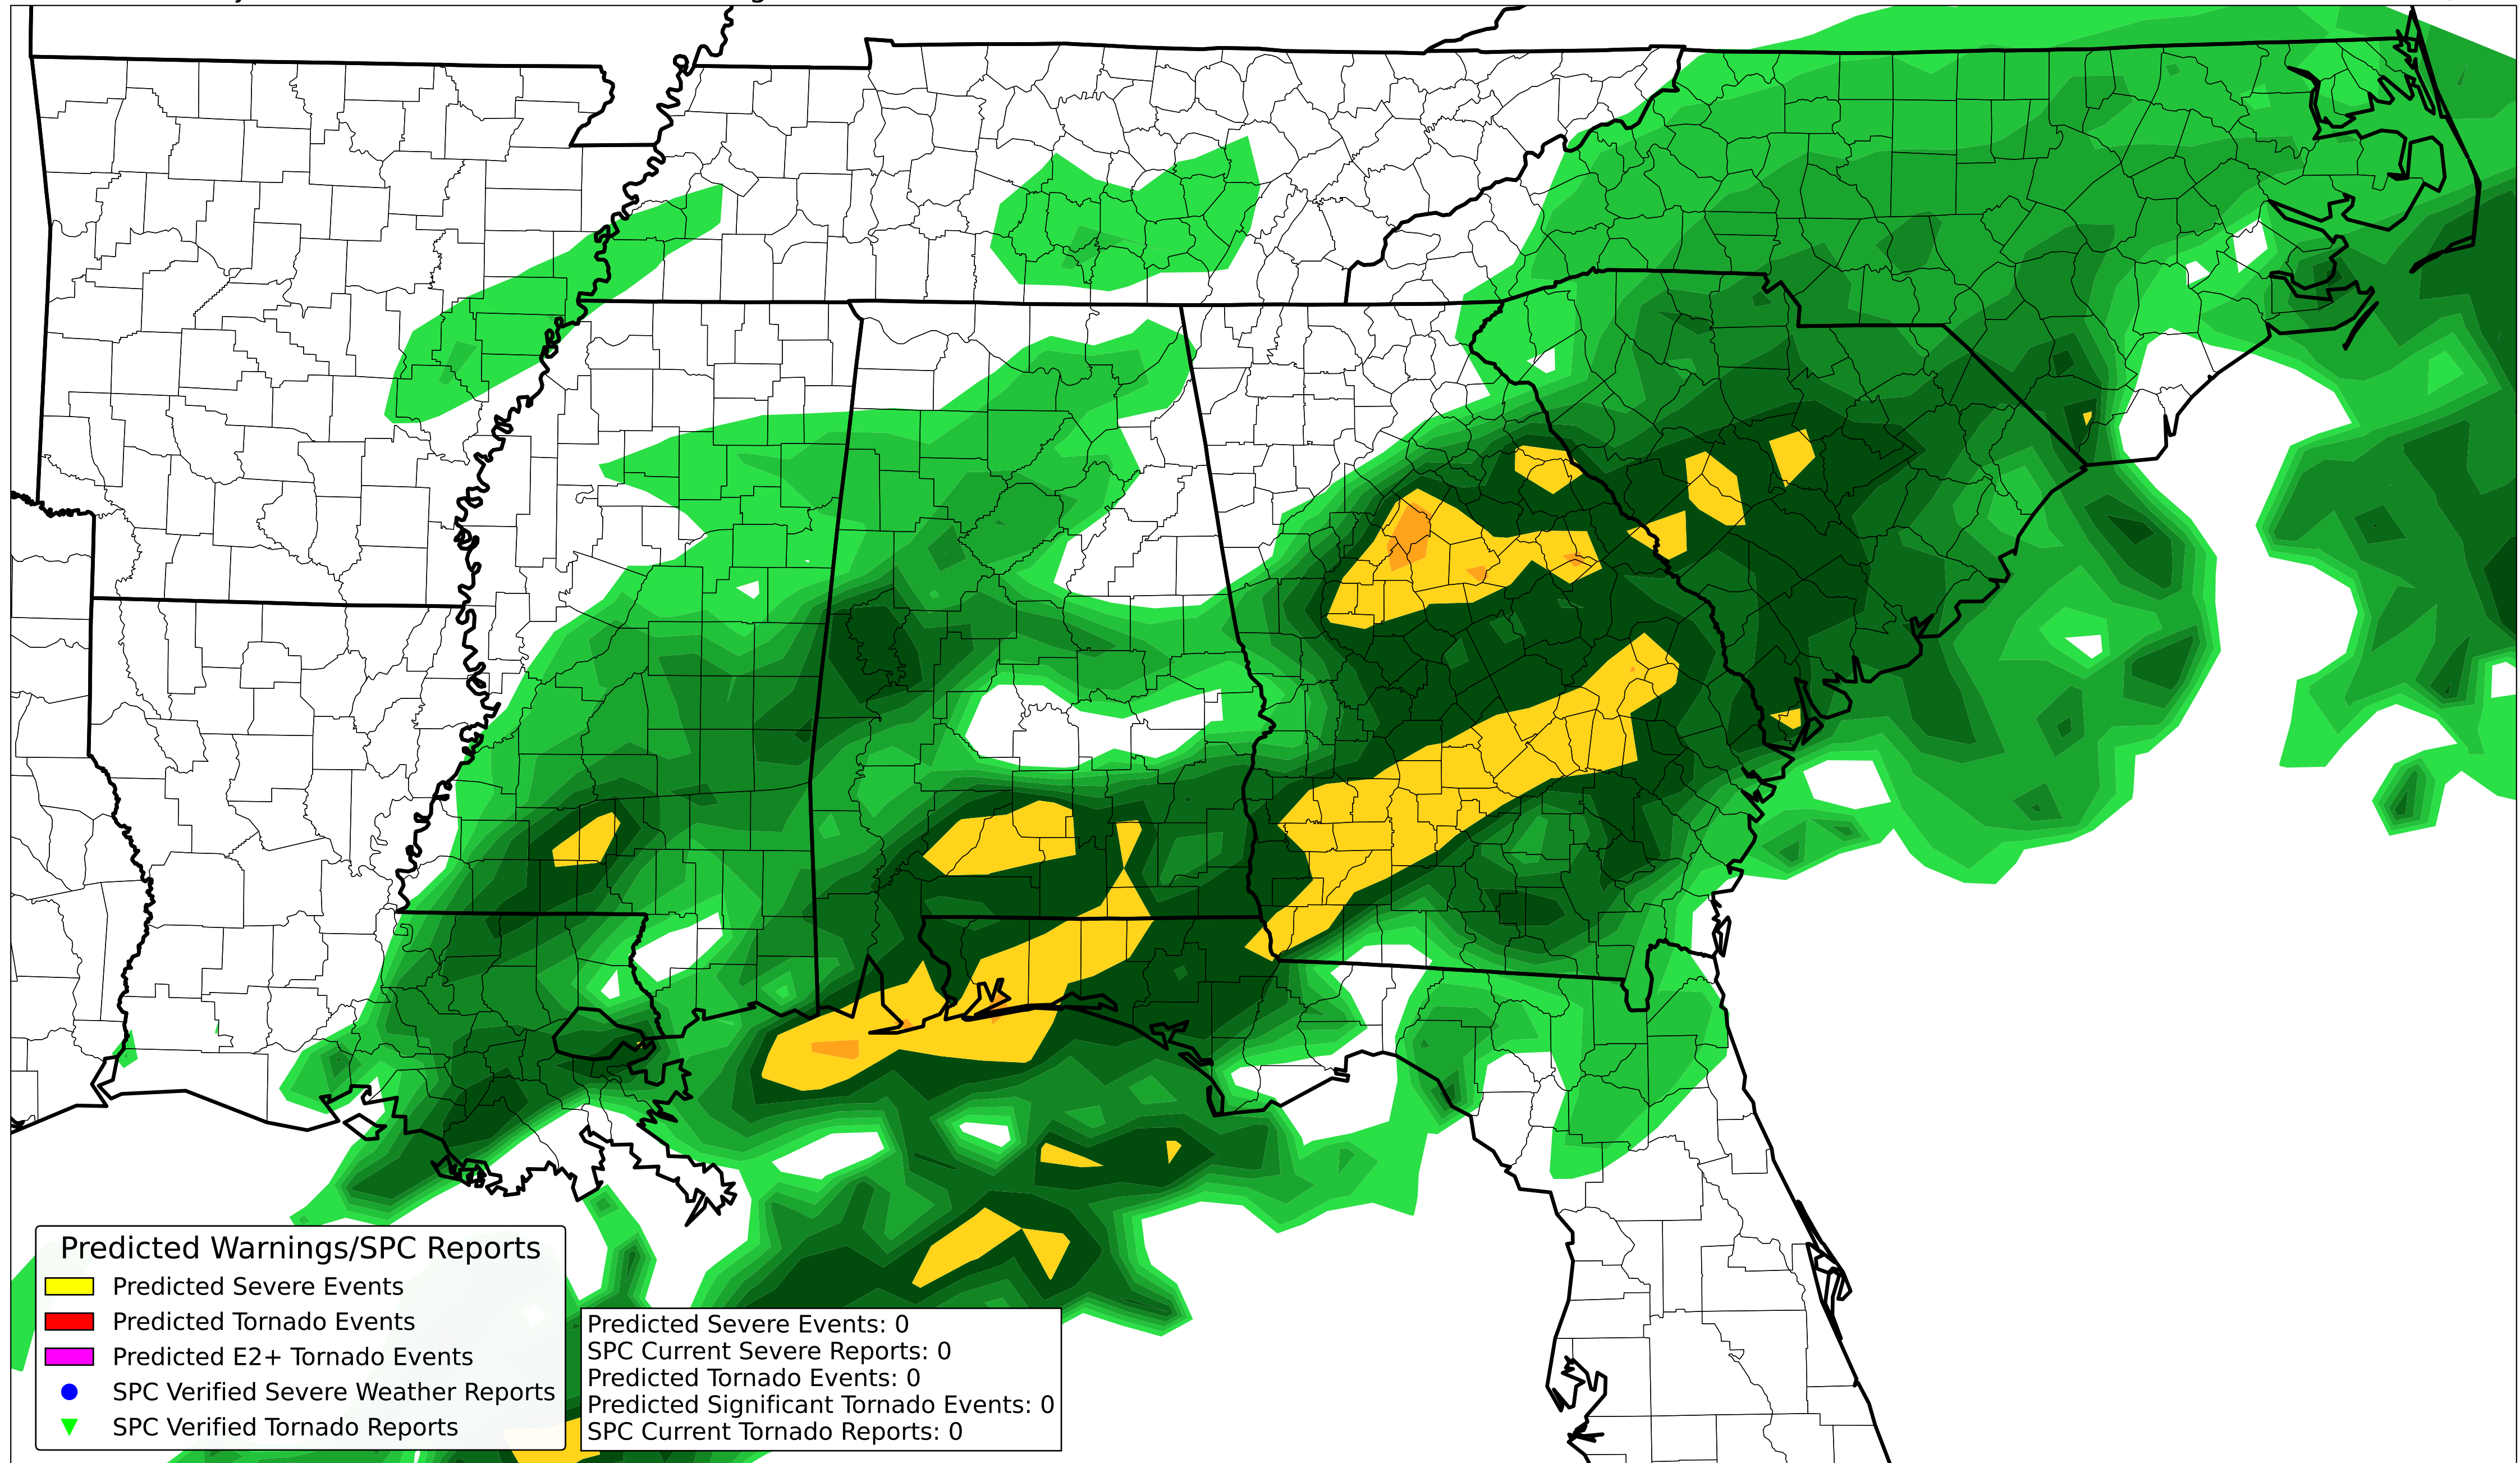 Predicted Warnings/SPC Reports
Predicted Severe Events
Predicted Tornado Events
Predicted E2+ Tornado Events
SPC Verified Severe Weather Reports
SPC Verified Tornado Reports
Predicted Severe Events: 0
SPC Current Severe Reports: 0
Predicted Tornado Events: 0
Predicted Significant Tornado Events: 0
SPC Current Tornado Reports: 0